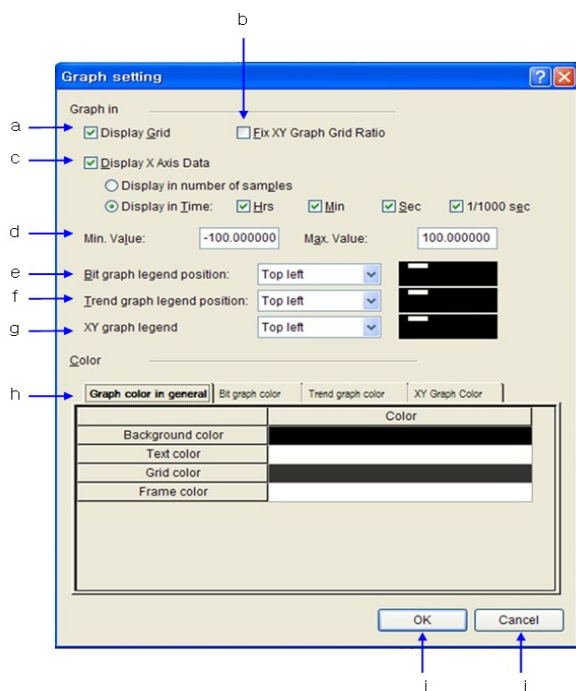 b
Graph setting
Graph in
a
Display Grid Fix XY Graph Grid Ratio
c
Display X Axis Data
Display in number of samples
Display in Time: Hrs Min Sec 1/1000 sec
d
Min. Value: -100.000000 Max. Value: 100.000000
e
Bit graph legend position: Top left
f
Trend graph legend position: Top left
g
XY graph legend Top left
Color
h
Graph color in general Bit graph color Trend graph color XY Graph Color
Color
Background color
Text color
Grid color
Frame color
OK Cancel
i j